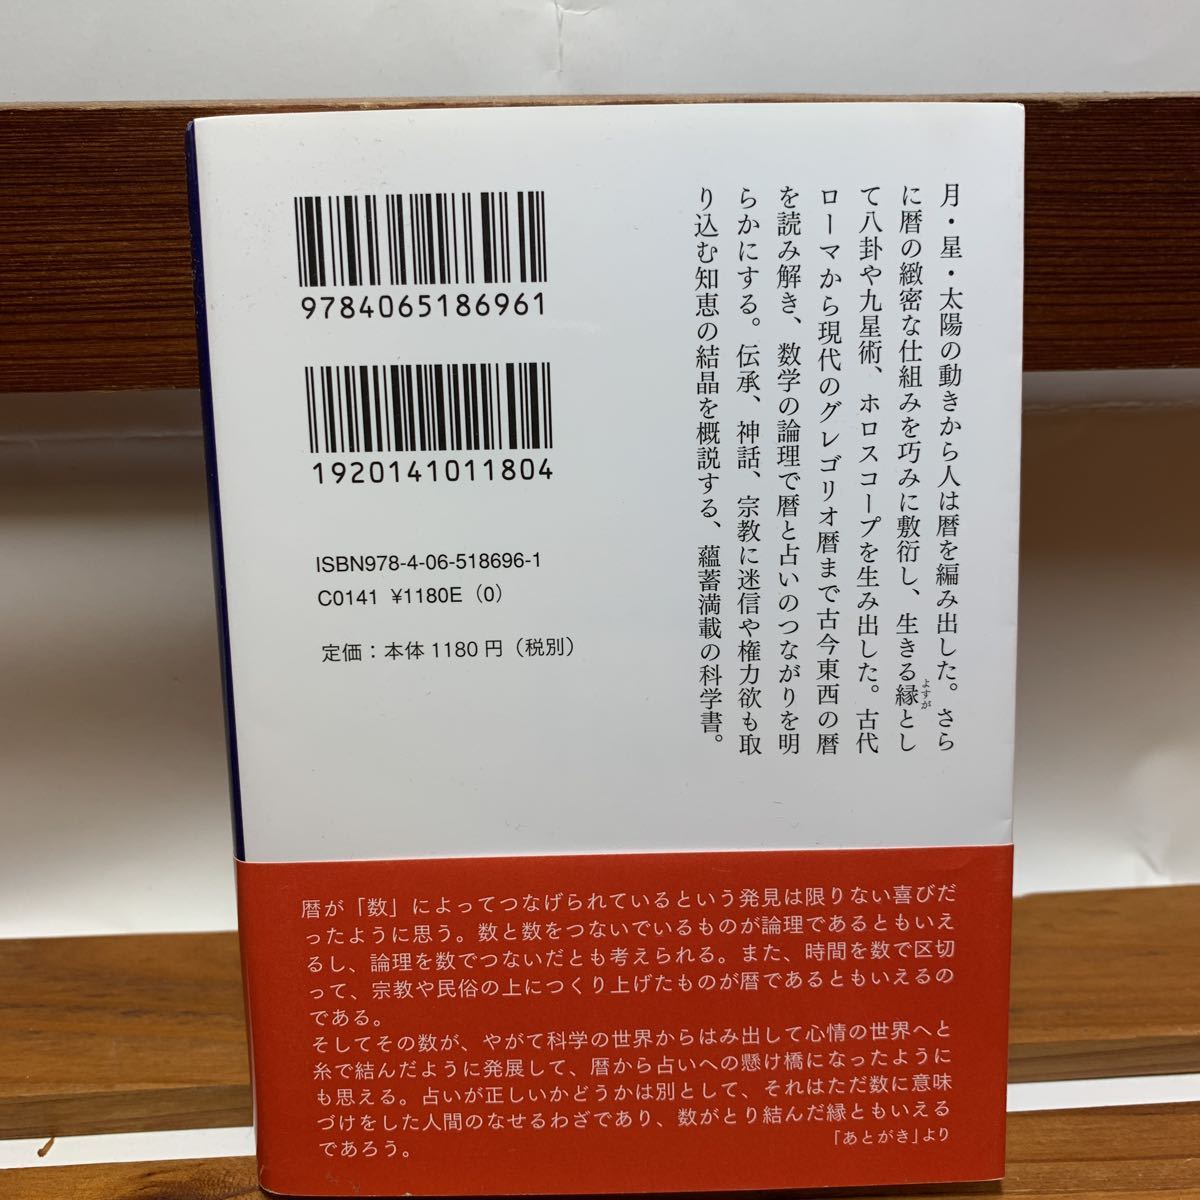 月・星・太陽の動きから人は暦を編み出した。さら
に暦の緻密な仕組みを巧みに敷衍し、生きる縁とし
よすが
て八卦や九星術、ホロスコープを生み出した。古代
ローマから現代のグレゴリオ暦まで古今東西の暦
を読み解き、数学の論理で暦と占いのつながりを明
らかにする。伝承、神話、宗教に迷信や権力欲も取
り込む知恵の結晶を概説する、蘊蓄満載の科学書。
9784065186961
1920141011804
ISBN978-4-06-518696-1
C0141 ¥1180E (0)
定価：本体1180円（税別）
暦が「数」によってつなげられているという発見は限りない喜びだ
ったように思う。数と数をつないでいるものが論理であるともいえ
るし、論理を数でつないだとも考えられる。また、時間を数で区切
って、宗教や民俗の上につくり上げたものが暦であるともいえるの
である。
そしてその数が、やがて科学の世界からはみ出して心情の世界へと
糸で結んだように発展して、暦から占いへの懸け橋になったように
も思える。占いが正しいかどうかは別として、それはただ数に意味
づけをした人間のなせるわざであり、数がとり結んだ縁ともいえる
であろう。
「あとがき」より